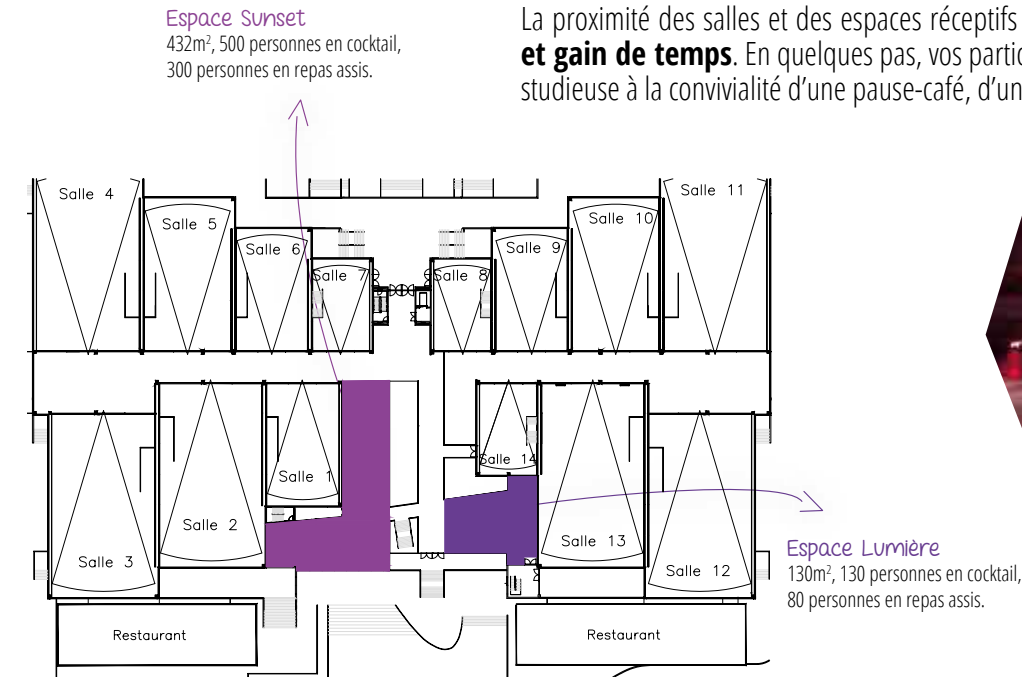 Espace Sunset
432m², 500 personnes en cocktail,
300 personnes en repas assis.
La proximité des salles et des espaces réceptifs
et gain de temps. En quelques pas, vos partic
studieuse à la convivialité d’une pause-café, d’un
Salle 4
Salle 5
Salle 6
Salle 7
Salle 8
Salle 9
Salle 10
Salle 11
Salle 3
Salle 2
Salle 1
Salle 14
Salle 13
Salle 12
Espace Lumière
130m², 130 personnes en cocktail,
80 personnes en repas assis.
Restaurant
Restaurant